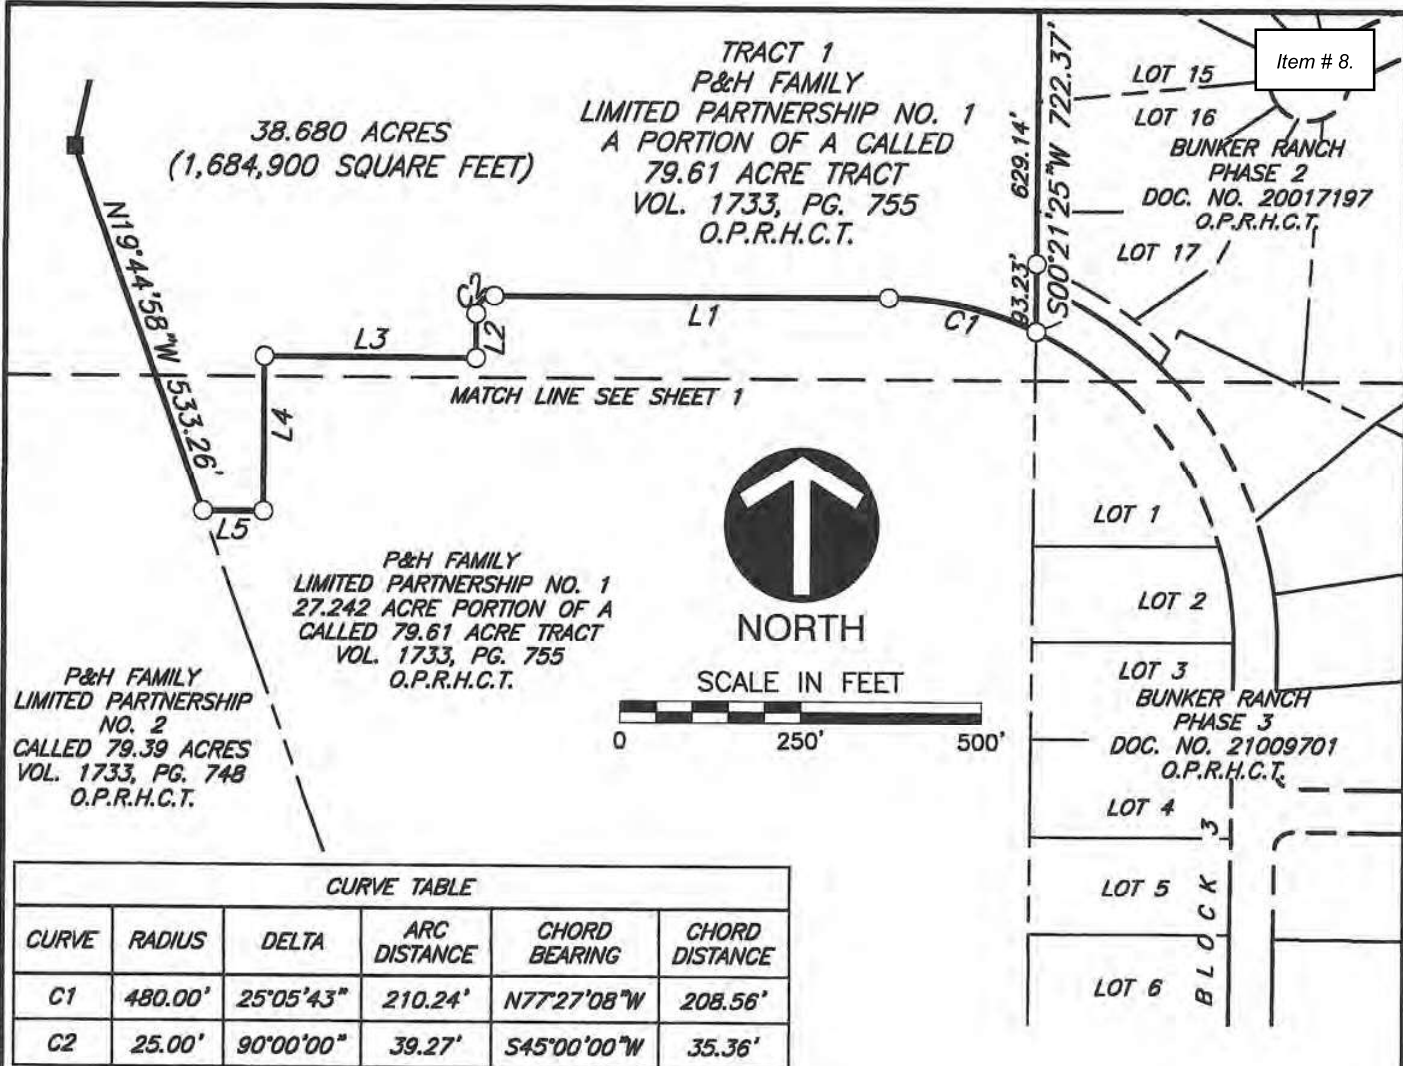 Item # 8.
TRACT 1
P&H FAMILY
LIMITED PARTNERSHIP NO. 1
A PORTION OF A CALLED
79.61 ACRE TRACT
VOL. 1733, PG. 755
O.P.R.H.C.T.
38.680 ACRES
(1,684,900 SQUARE FEET)
629.14'
93.23'
S00°21'25"W 722.37'
LOT 15
LOT 16
BUNKER RANCH
PHASE 2
DOC. NO. 20017197
O.P.R.H.C.T.
LOT 17
N19°44'58"W 533.26'
C2
L1
C1
L2
L3
MATCH LINE SEE SHEET 1
L4
L5
P&H FAMILY
LIMITED PARTNERSHIP NO. 1
27.242 ACRE PORTION OF A
CALLED 79.61 ACRE TRACT
VOL. 1733, PG. 755
O.P.R.H.C.T.
P&H FAMILY
LIMITED PARTNERSHIP
NO. 2
CALLED 79.39 ACRES
VOL. 1733, PG. 748
O.P.R.H.C.T.
NORTH
SCALE IN FEET
0 250' 500'
LOT 1
LOT 2
LOT 3
BUNKER RANCH
PHASE 3
DOC. NO. 21009701
O.P.R.H.C.T.
LOT 4
LOT 5
LOT 6
BLOCK 3
CURVE TABLE
CURVE RADIUS DELTA ARC DISTANCE CHORD BEARING CHORD DISTANCE
C1 480.00' 25°05'43" 210.24' N77°27'08"W 208.56'
C2 25.00' 90°00'00" 39.27' S45°00'00"W 35.36'